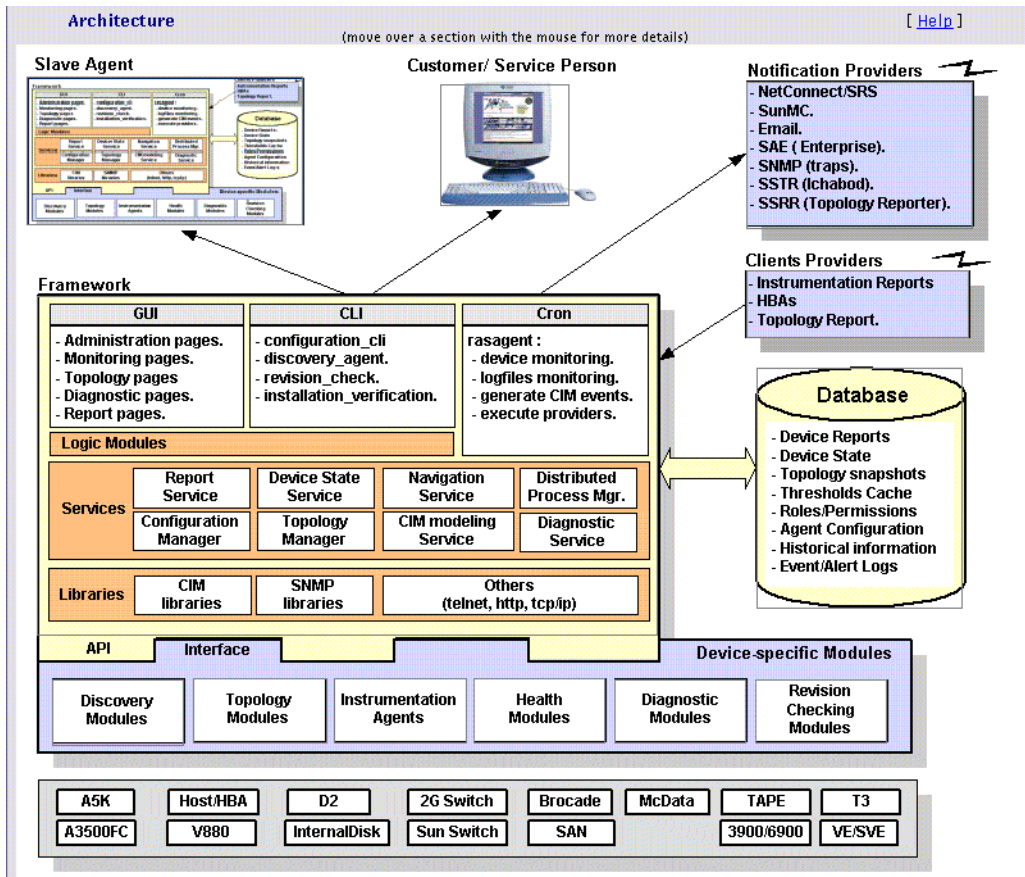 Architecture
[ Help ]
(move over a section with the mouse for more details)
Slave Agent
Customer/ Service Person
Notification Providers
- NetConnect/SRS
- SunMC.
- Email.
- SAE ( Enterprise).
- SNMP (traps).
- SSTR (Ichabod).
- SSRR (Topology Reporter).
Clients Providers
- Instrumentation Reports
- HBAs
- Topology Report.
Framework
GUI
- Administration pages.
- Monitoring pages.
- Topology pages
- Diagnostic pages.
- Report pages.
CLI
- configuration_cli
- discovery_agent.
- revision_check.
- installation_verification.
Cron
rasagent :
- device monitoring.
- logfiles monitoring.
- generate CIM events.
- execute providers.
Logic Modules
Services
Report
Service
Device State
Service
Navigation
Service
Distributed
Process Mgr.
Configuration
Manager
Topology
Manager
CIM modeling
Service
Diagnostic
Service
Libraries
CIM
libraries
SNMP
libraries
Others
(telnet, http, tcp/ip)
Database
- Device Reports
- Device State
- Topology snapshots
- Thresholds Cache
- Roles/Permissions
- Agent Configuration
- Historical information
- Event/Alert Logs
API
Interface
Device-specific Modules
Discovery
Modules
Topology
Modules
Instrumentation
Agents
Health
Modules
Diagnostic
Modules
Revision
Checking
Modules
A5K
Host/HBA
D2
2G Switch
Brocade
McData
TAPE
T3
A3500FC
V880
InternalDisk
Sun Switch
SAN
3900/6900
VE/SVE